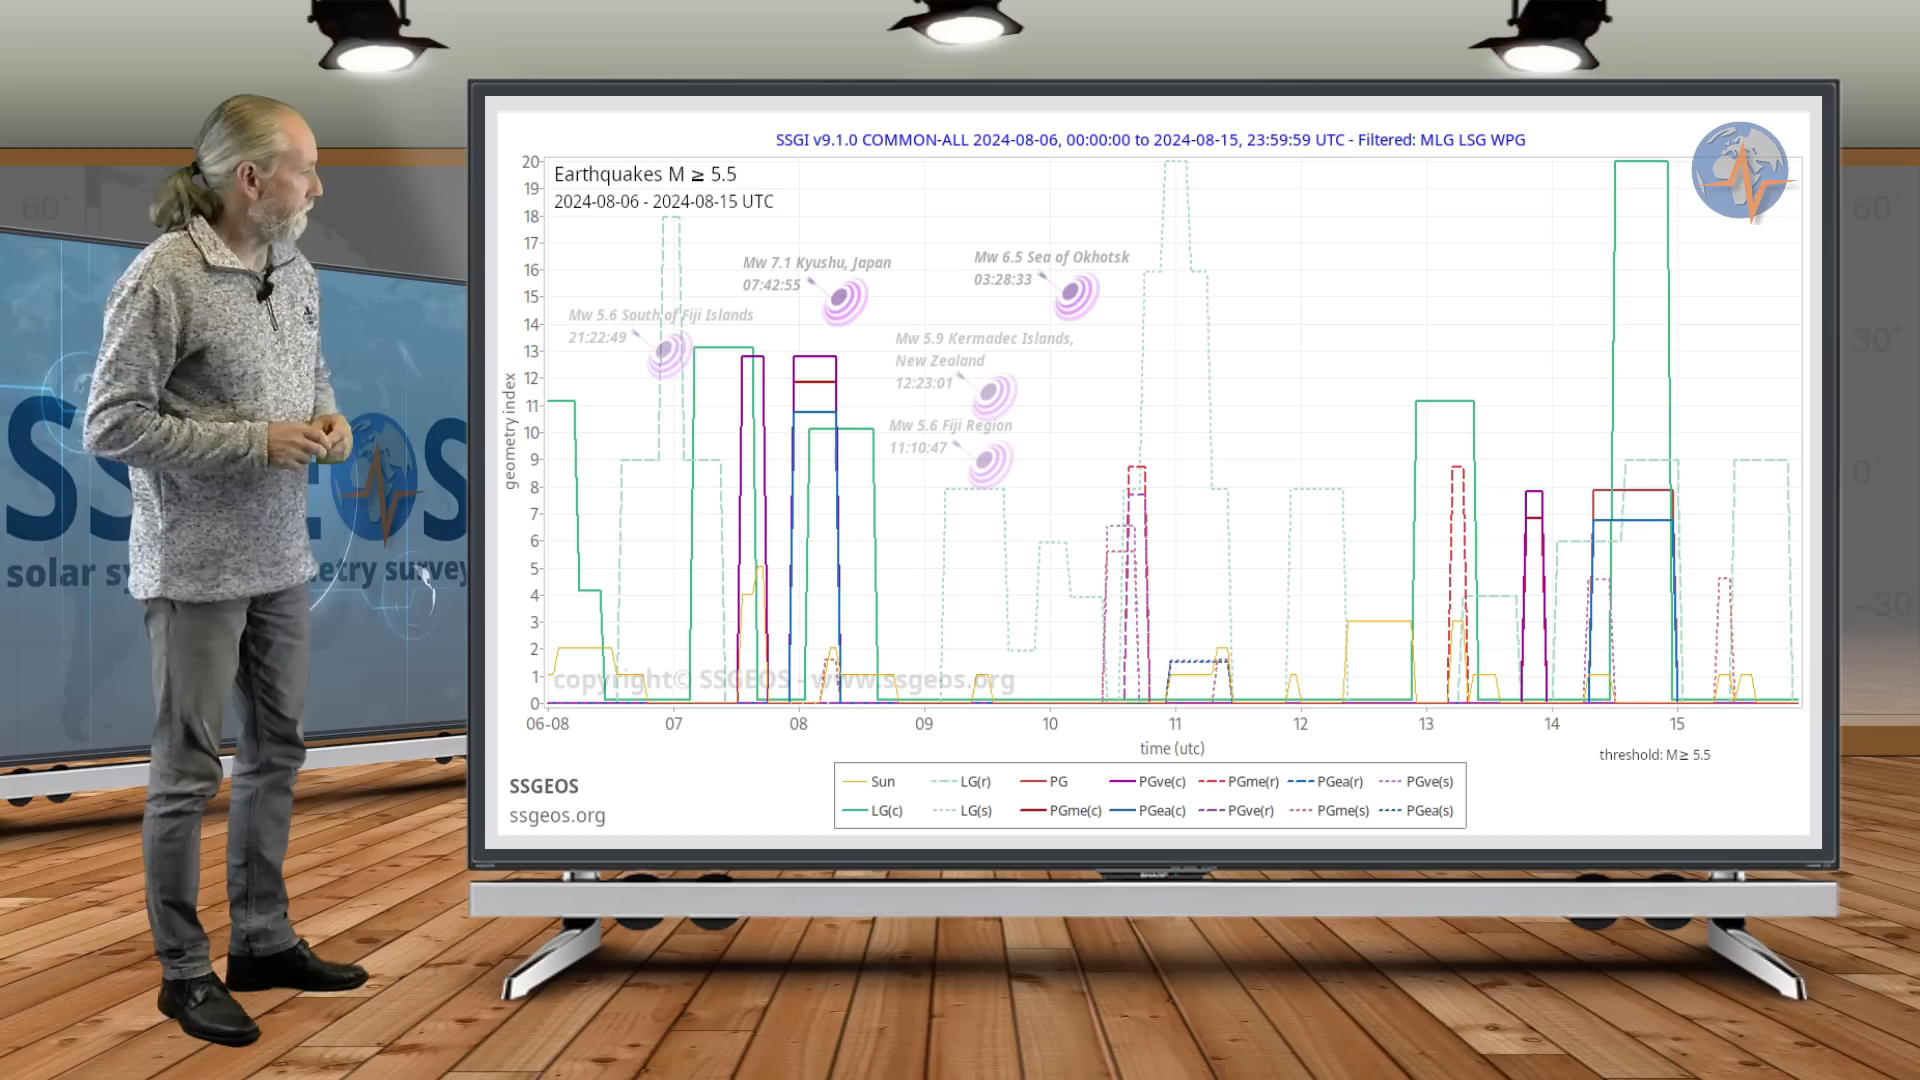 SSGI v9.1.0 COMMON-ALL 2024-08-06, 00:00:00 to 2024-08-15, 23:59:59 UTC - Filtered: MLG LSG WPG
Earthquakes M ≥ 5.5
2024-08-06 - 2024-08-15 UTC
20
19
18
17
16
15
14
13
12
11
10
9
8
7
6
5
4
3
2
1
0
geometry index
Mw 7.1 Kyushu, Japan
07:42:55
Mw 6.5 Sea of Okhotsk
03:28:33
Mw 5.6 South of Fiji Islands
21:22:49
Mw 5.9 Kermadec Islands,
New Zealand
12:23:01
Mw 5.6 Fiji Region
11:10:47
copyright© SSGEOS - www.ssgeos.org
06-08 07 08 09 10 11 12 13 14 15
time (utc)
threshold: M≥ 5.5
Sun LG(r) PG PGve(c) PGme(r) PGea(r) PGve(s)
LG(c) LG(s) PGme(c) PGea(c) PGve(r) PGme(s) PGea(s)
SSGEOS
ssgeos.org
60°
60°
30°
0°
−30°
SHARP